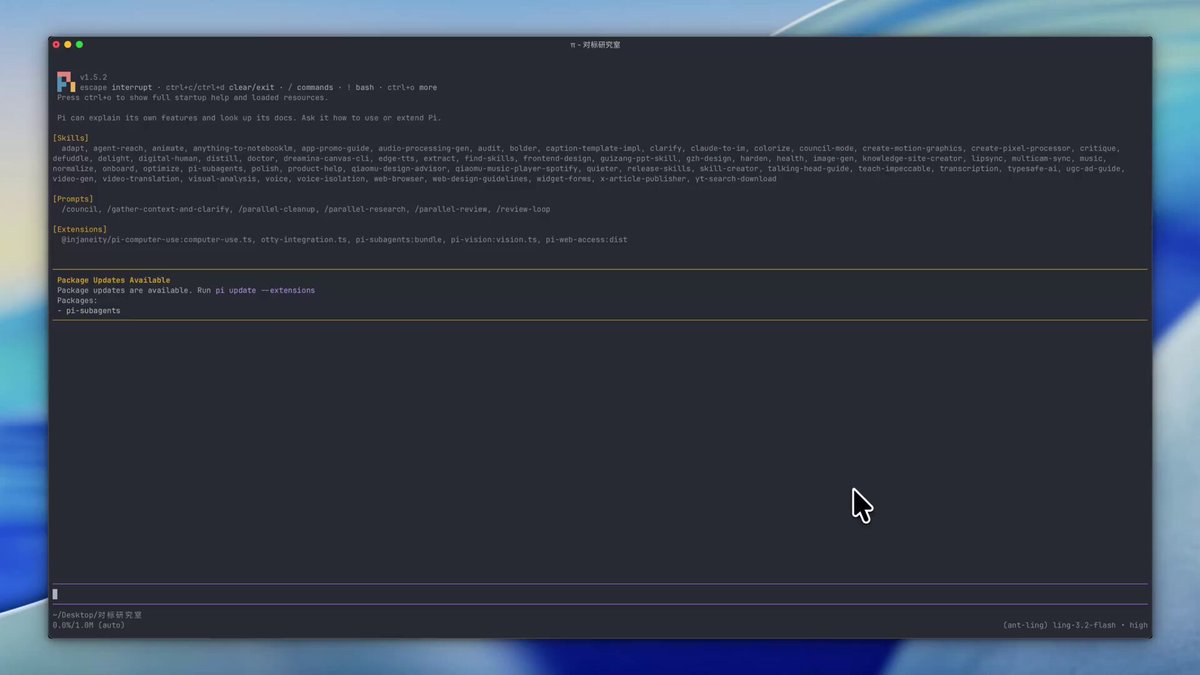 π - 对标研究室
v1.5.2
escape interrupt · ctrl+c/ctrl+d clear/exit · / commands · ! bash · ctrl+o more
Press ctrl+o to show full startup help and loaded resources.
Pi can explain its own features and look up its docs. Ask it how to use or extend Pi.
[Skills]
adapt, agent-reach, animate, anything-to-notebooklm, app-promo-guide, audio-processing-gen, audit, bolder, caption-template-impl, clarify, claude-to-im, colorize, council-mode, create-motion-graphics, create-pixel-processor, critique,
defuddle, delight, digital-human, distill, doctor, dreamina-canvas-cli, edge-tts, extract, find-skills, frontend-design, guizang-ppt-skill, gzh-design, harden, health, image-gen, knowledge-site-creator, lipsync, multicam-sync, music,
normalize, onboard, optimize, pi-subagents, polish, product-help, qiaomu-design-advisor, qiaomu-music-player-spotify, quieter, release-skills, skill-creator, talking-head-guide, teach-impeccable, transcription, typesafe-ai, ugc-ad-guide,
video-gen, video-translation, visual-analysis, voice, voice-isolation, web-browser, web-design-guidelines, widget-forms, x-article-publisher, yt-search-download
[Prompts]
/council, /gather-context-and-clarify, /parallel-cleanup, /parallel-research, /parallel-review, /review-loop
[Extensions]
@injaneity/pi-computer-use:computer-use.ts, otty-integration.ts, pi-subagents:bundle, pi-vision:vision.ts, pi-web-access:dist
Package Updates Available
Package updates are available. Run pi update --extensions
Packages:
- pi-subagents
~/Desktop/对标研究室
0.0%/1.0M (auto)
(ant-ling) ling-3.2-flash • high